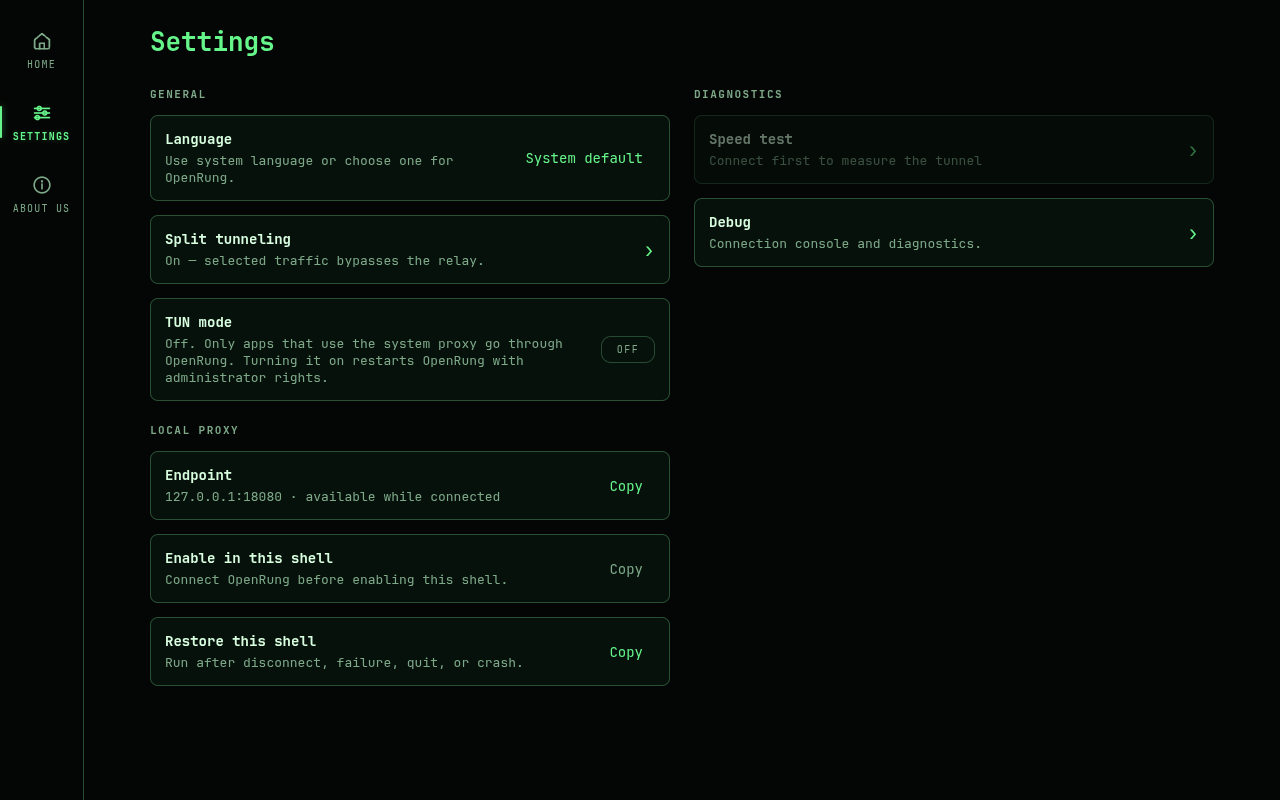 HOME
SETTINGS
ABOUT US
Settings
GENERAL
Language
Use system language or choose one for
OpenRung.
System default
Split tunneling
On — selected traffic bypasses the relay.
TUN mode
Off. Only apps that use the system proxy go through
OpenRung. Turning it on restarts OpenRung with
administrator rights.
OFF
LOCAL PROXY
Endpoint
127.0.0.1:18080 · available while connected
Copy
Enable in this shell
Connect OpenRung before enabling this shell.
Copy
Restore this shell
Run after disconnect, failure, quit, or crash.
Copy
DIAGNOSTICS
Speed test
Connect first to measure the tunnel
Debug
Connection console and diagnostics.